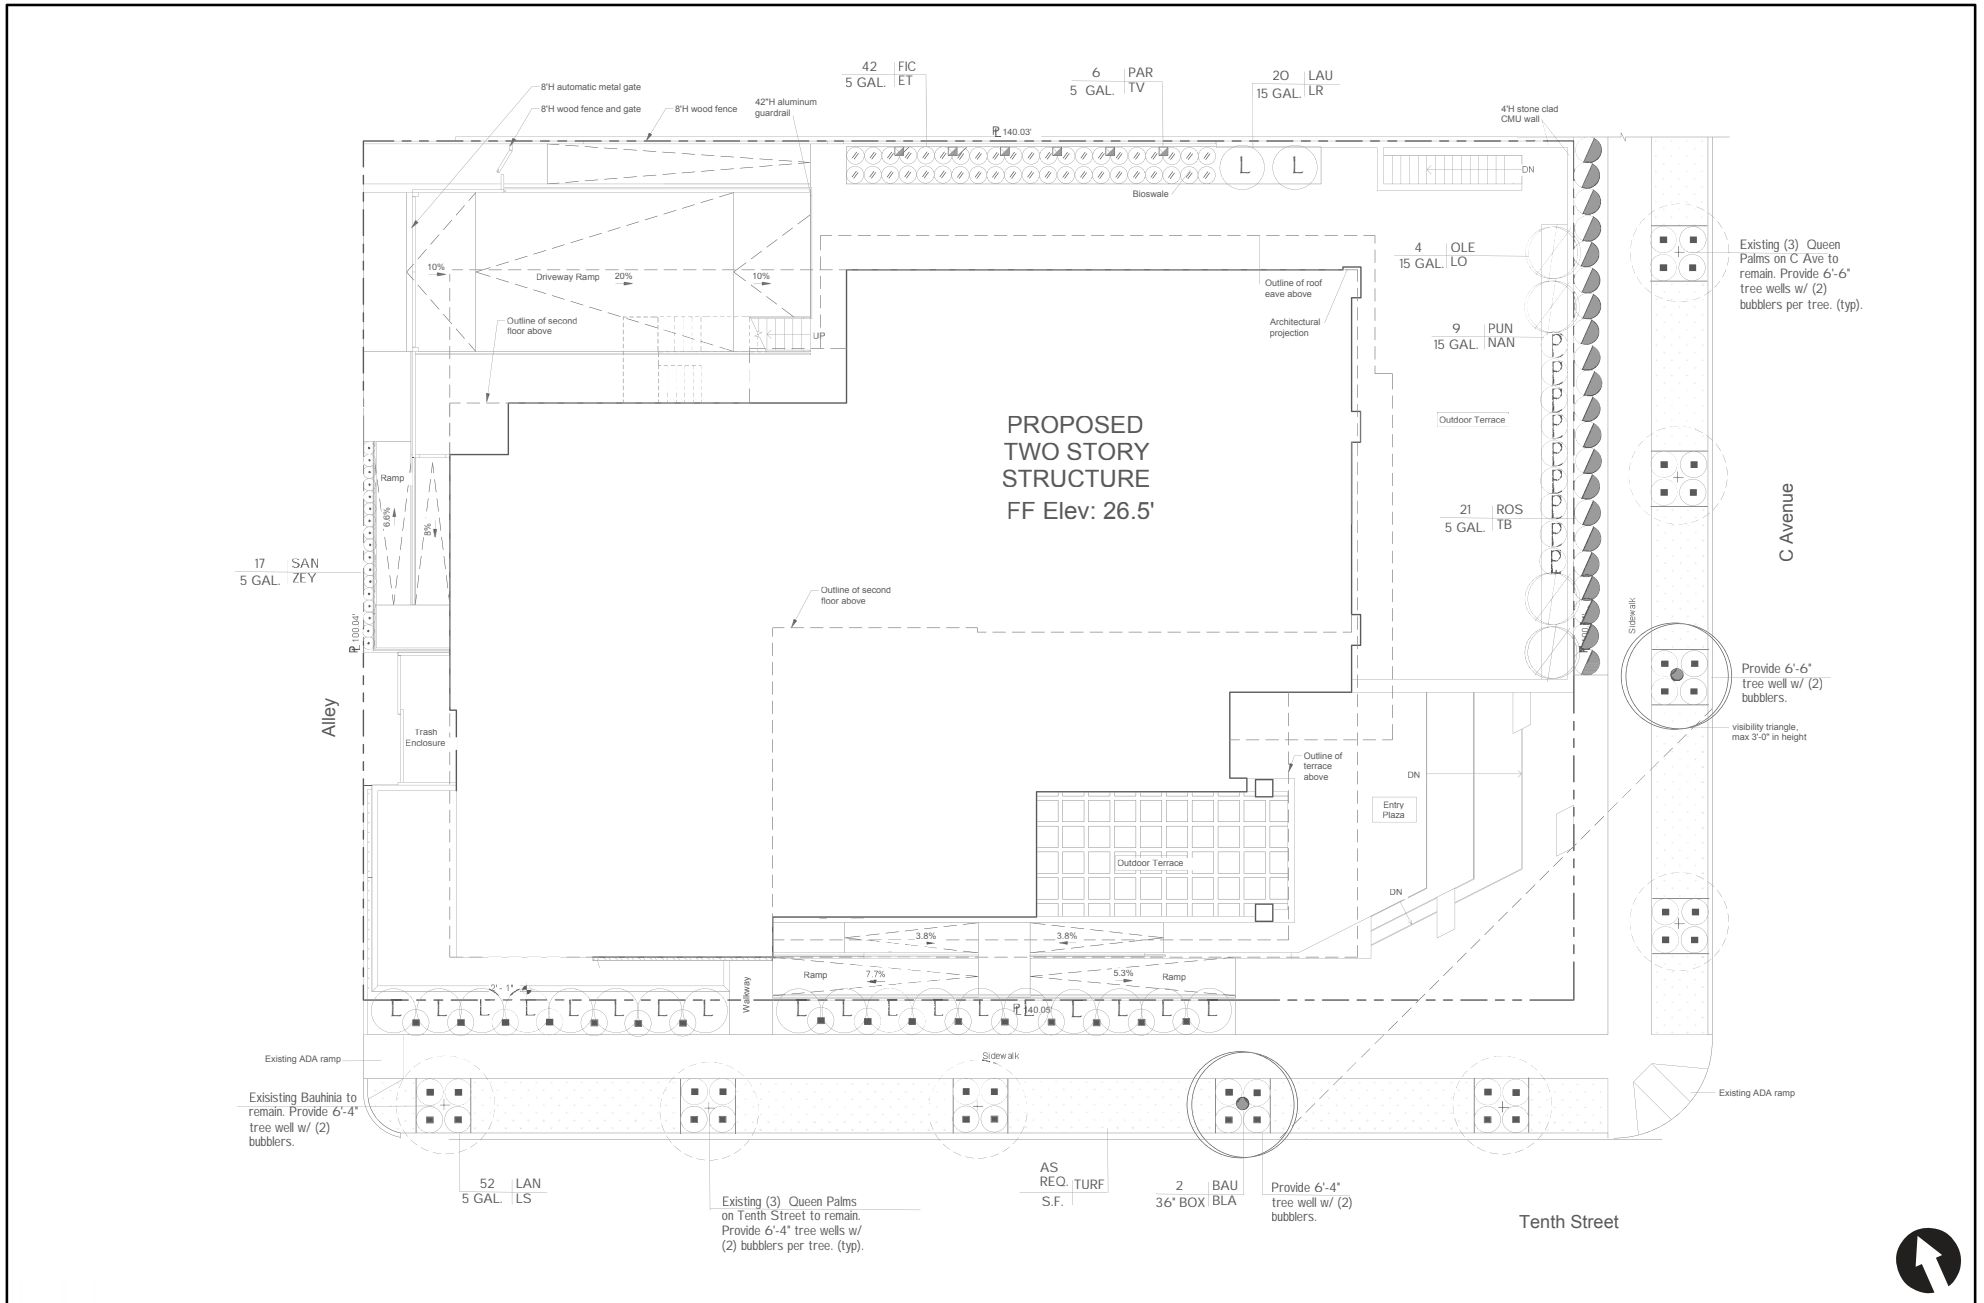 42 FIC
5 GAL. ET
6 PAR
5 GAL. TV
20 LAU
15 GAL. LR
8'H automatic metal gate
8'H wood fence and gate
8'H wood fence
42"H aluminum
guardrail
4'H stone clad
CMU wall
PL 140.03'
DN
Bioswale
4 OLE
15 GAL. LO
Existing (3) Queen
Palms on C Ave to
remain. Provide 6'-6"
tree wells w/ (2)
bubblers per tree. (typ).
10%
Driveway Ramp
20%
10%
Outline of roof
eave above
Outline of second
floor above
UP
Architectural
projection
9 PUN
15 GAL. NAN
PROPOSED
TWO STORY
STRUCTURE
FF Elev: 26.5'
Outdoor Terrace
Ramp
6.6%
8%
21 ROS
5 GAL. TB
C Avenue
17 SAN
5 GAL. ZEY
Outline of second
floor above
PL 100.04'
Sidewalk
Provide 6'-6"
tree well w/ (2)
bubblers.
Alley
Trash
Enclosure
visibility triangle,
max 3'-0" in height
Outline of
terrace
above
DN
Entry
Plaza
Outdoor Terrace
DN
3.8%
3.8%
Ramp
7.7%
5.3%
Ramp
2' - 1"
Walkway
L L L L L L L L
L L L L L L L L L L
L L
PL 140.05'
Existing ADA ramp
Sidewalk
Exisisting Bauhinia to
remain. Provide 6'-4"
tree well w/ (2)
bubblers.
Existing ADA ramp
52 LAN
5 GAL. LS
Existing (3) Queen Palms
on Tenth Street to remain.
Provide 6'-4" tree wells w/
(2) bubblers per tree. (typ).
AS
REQ. TURF
S.F.
2 BAU
36" BOX BLA
Provide 6'-4"
tree well w/ (2)
bubblers.
Tenth Street